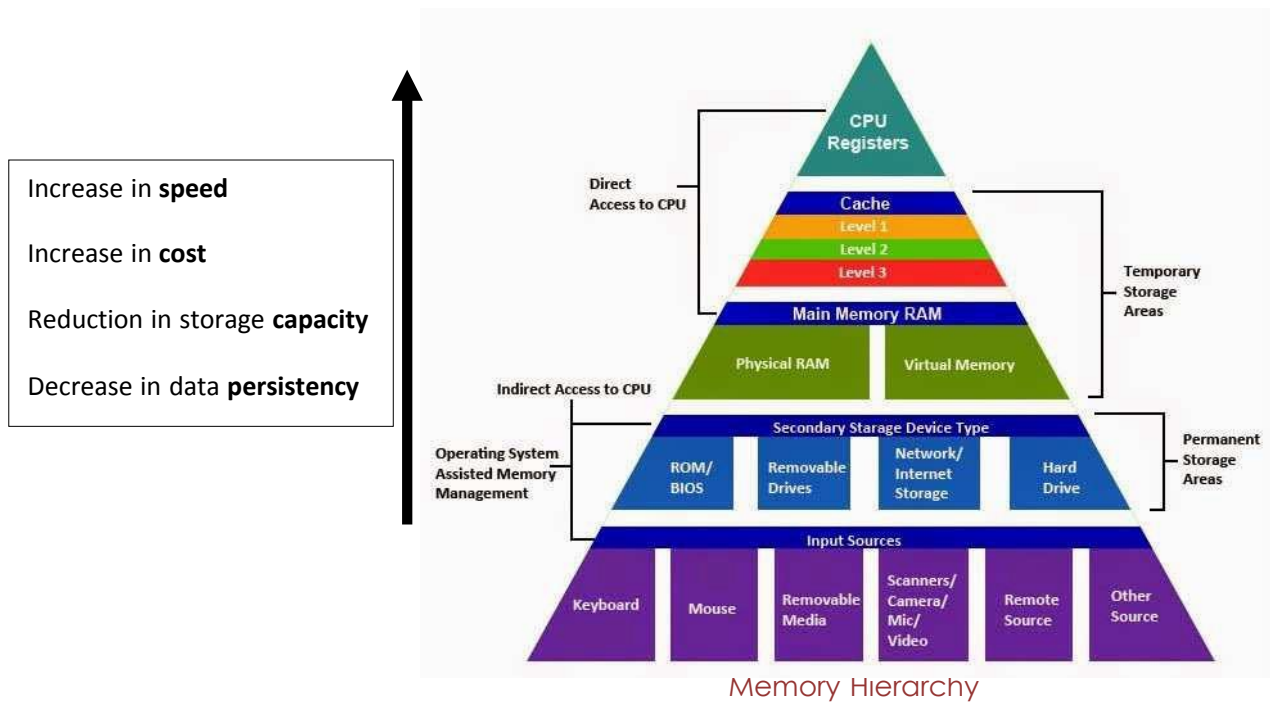 Increase in speed
Increase in cost
Reduction in storage capacity
Decrease in data persistency
CPU
Registers
Direct
Access to CPU
Cache
Level 1
Level 2
Level 3
Temporary
Storage
Areas
Main Memory RAM
Physical RAM
Virtual Memory
Indirect Access to CPU
Secondary Starage Device Type
Operating System
Assisted Memory
Management
ROM/
BIOS
Removable
Drives
Network/
Internet
Storage
Hard
Drive
Permanent
Storage
Areas
Input Sources
Keyboard
Mouse
Removable
Media
Scanners/
Camera/
Mic/
Video
Remote
Source
Other
Source
Memory Hierarchy